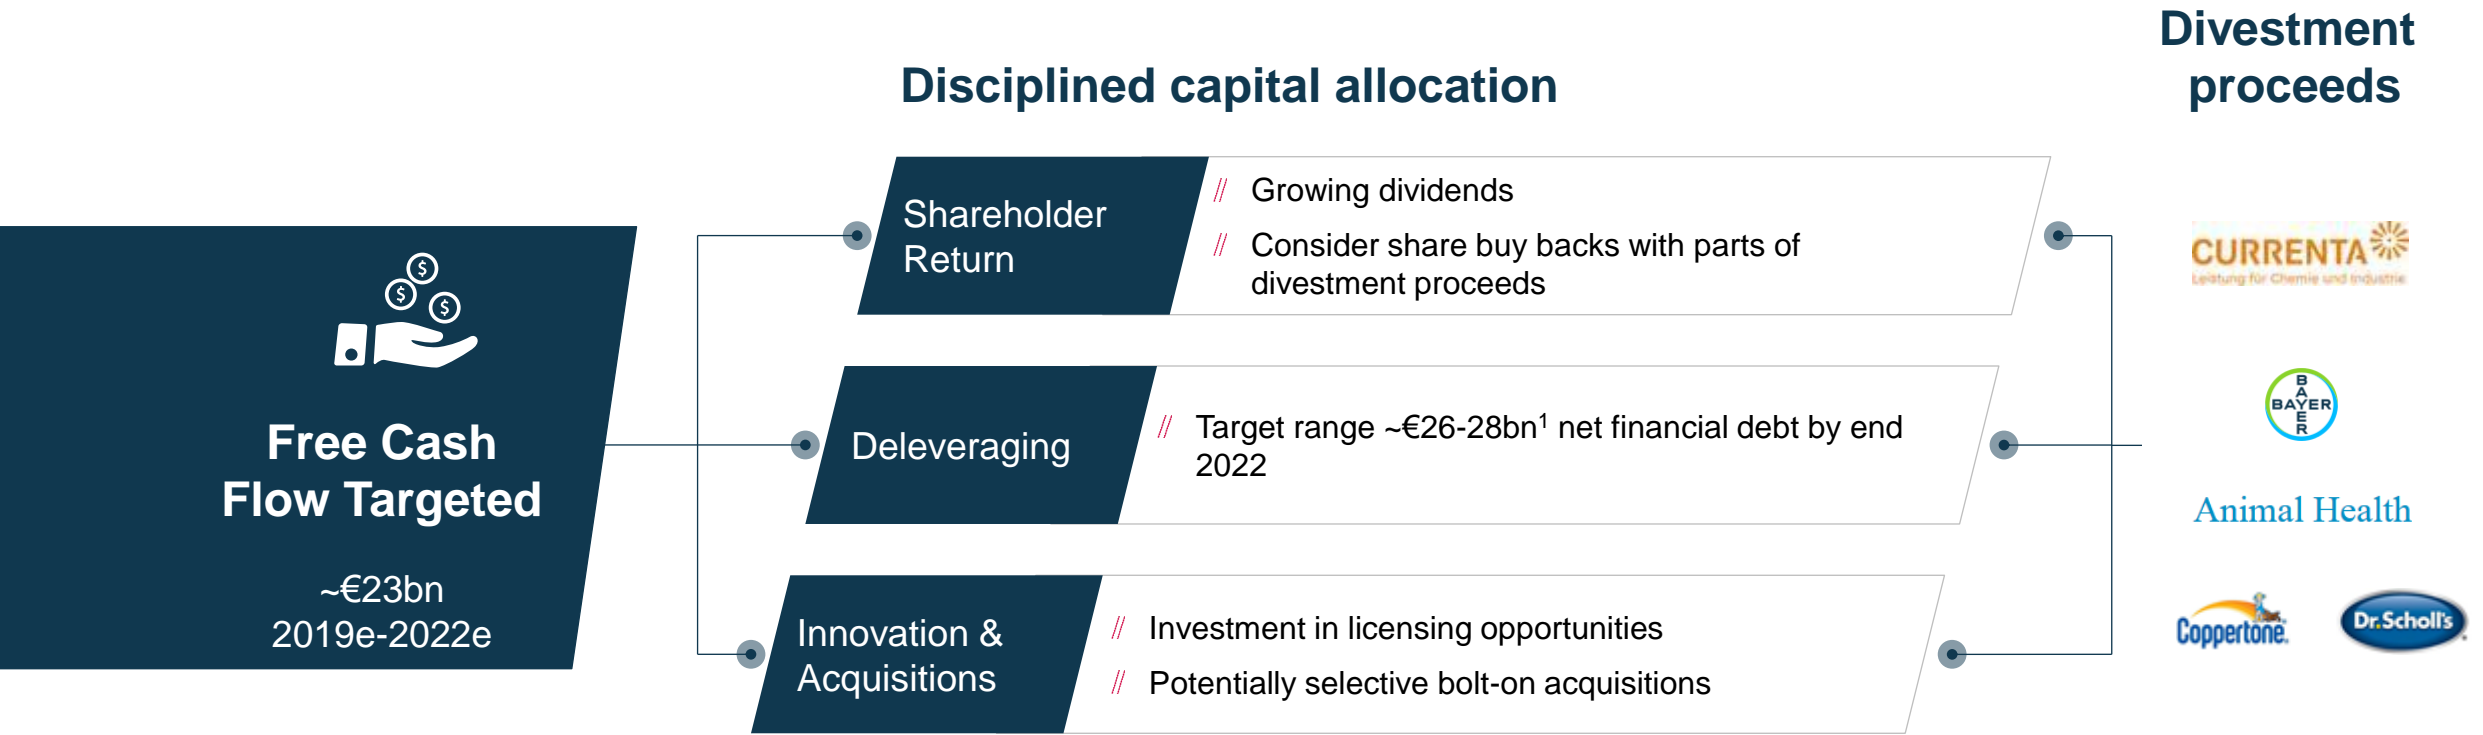 Divestment
proceeds
Disciplined capital allocation
Free Cash
Flow Targeted
~€23bn
2019e-2022e
Shareholder
Return
// Growing dividends
// Consider share buy backs with parts of
divestment proceeds
Deleveraging
// Target range ~€26-28bn¹ net financial debt by end
2022
Innovation &
Acquisitions
// Investment in licensing opportunities
// Potentially selective bolt-on acquisitions
CURRENTA
Leistung für Chemie und Industrie
BAYER
BAYER
Animal Health
Coppertone.
Dr.Scholl's